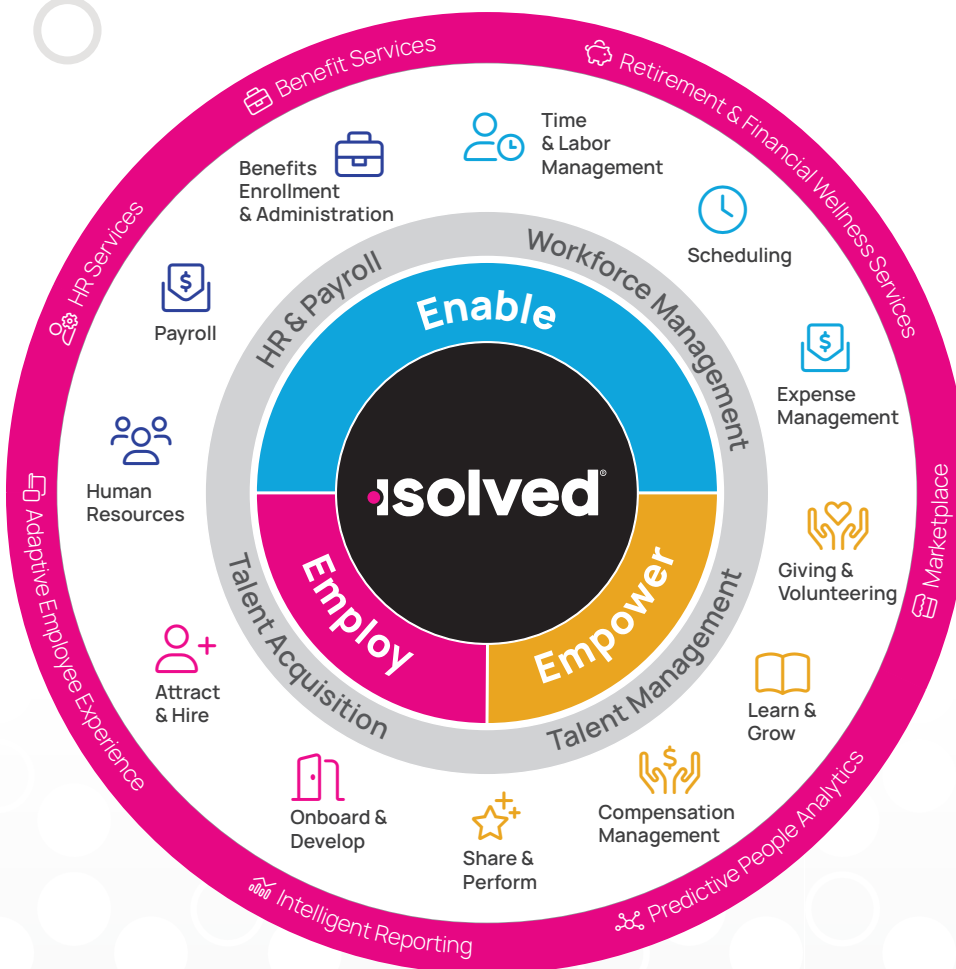 Benefit Services
Retirement & Financial Wellness Services
HR Services
Marketplace
Adaptive Employee Experience
Predictive People Analytics
Intelligent Reporting
Benefits
Enrollment
& Administration
Time
& Labor
Management
Scheduling
Payroll
Expense
Management
Human
Resources
Giving &
Volunteering
Attract
& Hire
Learn &
Grow
Onboard &
Develop
Share &
Perform
Compensation
Management
HR & Payroll
Workforce Management
Talent Acquisition
Talent Management
Enable
Employ
Empower
isolved®